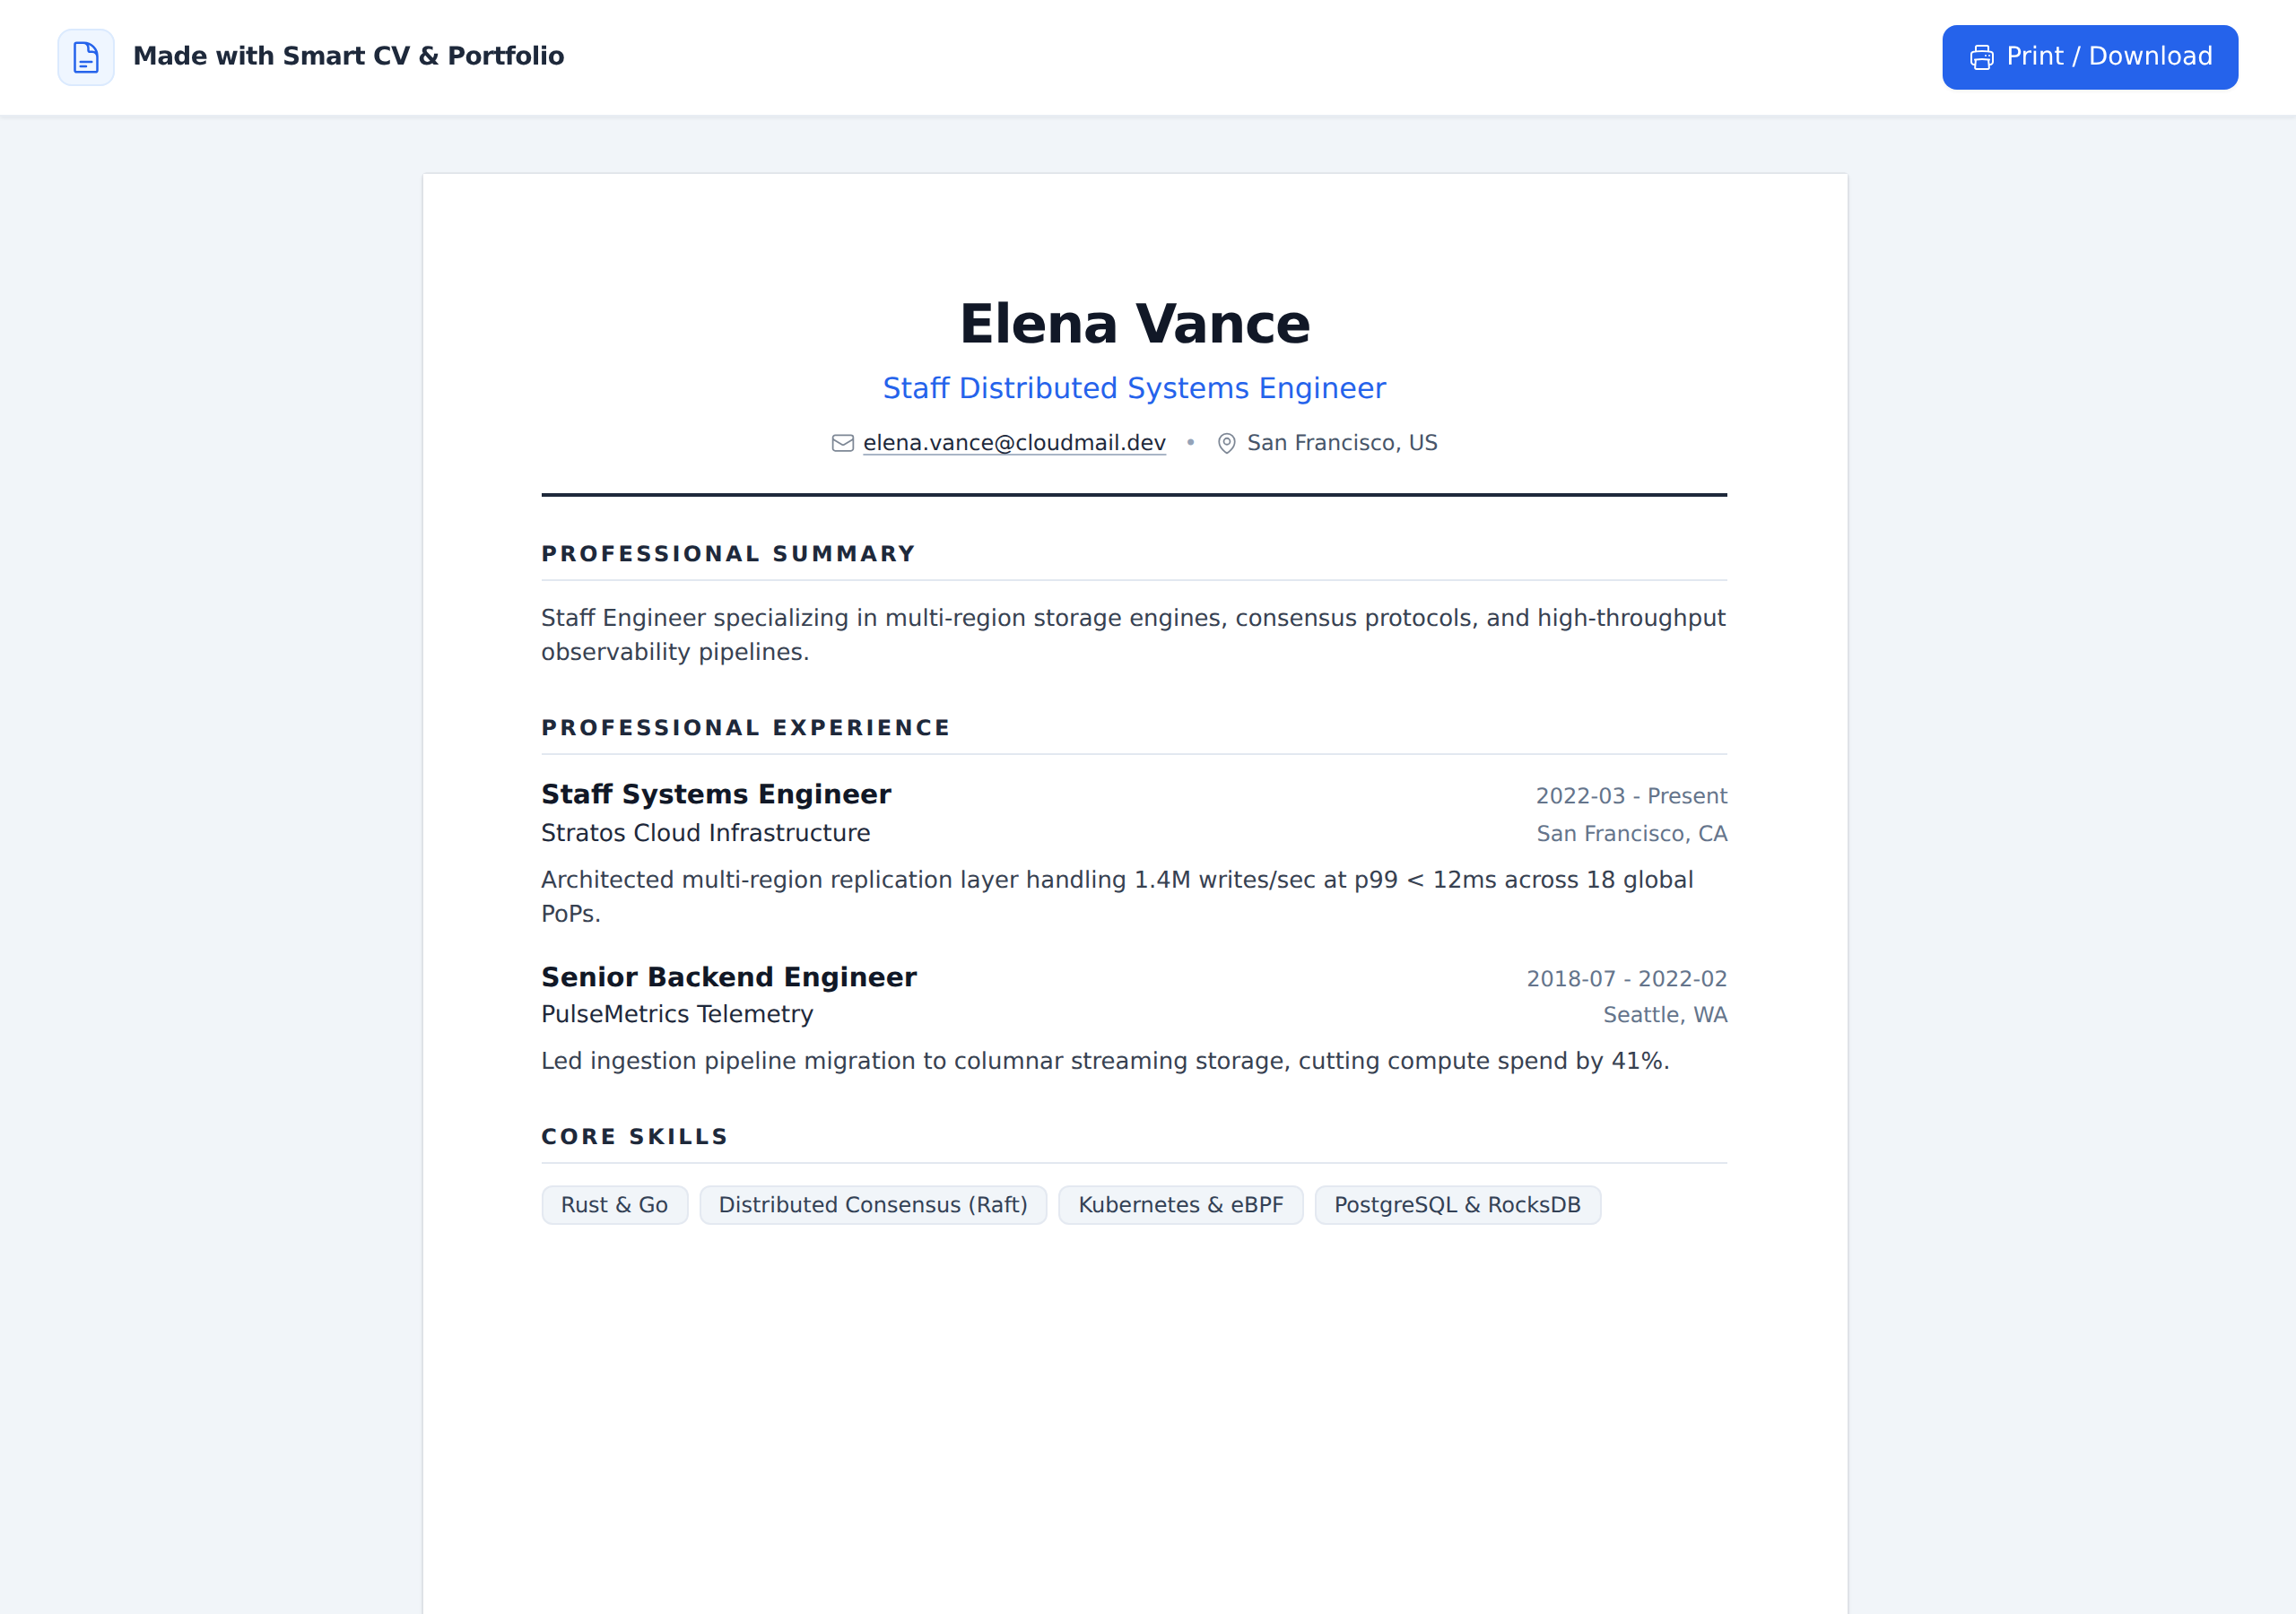 Made with Smart CV & Portfolio
Print / Download
Elena Vance
Staff Distributed Systems Engineer
elena.vance@cloudmail.dev • San Francisco, US
PROFESSIONAL SUMMARY
Staff Engineer specializing in multi-region storage engines, consensus protocols, and high-throughput
observability pipelines.
PROFESSIONAL EXPERIENCE
Staff Systems Engineer 2022-03 - Present
Stratos Cloud Infrastructure San Francisco, CA
Architected multi-region replication layer handling 1.4M writes/sec at p99 < 12ms across 18 global
PoPs.
Senior Backend Engineer 2018-07 - 2022-02
PulseMetrics Telemetry Seattle, WA
Led ingestion pipeline migration to columnar streaming storage, cutting compute spend by 41%.
CORE SKILLS
Rust & Go Distributed Consensus (Raft) Kubernetes & eBPF PostgreSQL & RocksDB